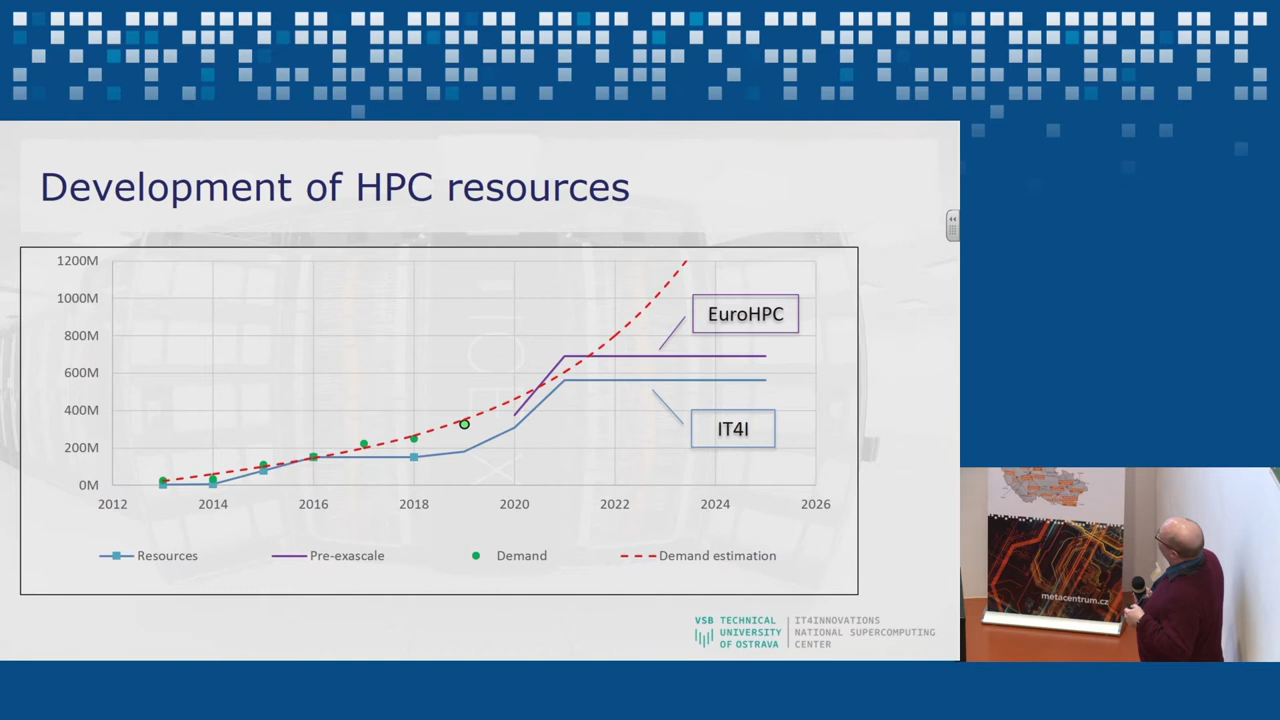 Development of HPC resources
1200M
1000M
800M
600M
400M
200M
0M
2012 2014 2016 2018 2020 2022 2024 2026
EuroHPC
IT4I
Resources Pre-exascale Demand Demand estimation
VSB TECHNICAL
UNIVERSITY
OF OSTRAVA
IT4INNOVATIONS
NATIONAL SUPERCOMPUTING
CENTER
metacentrum.cz